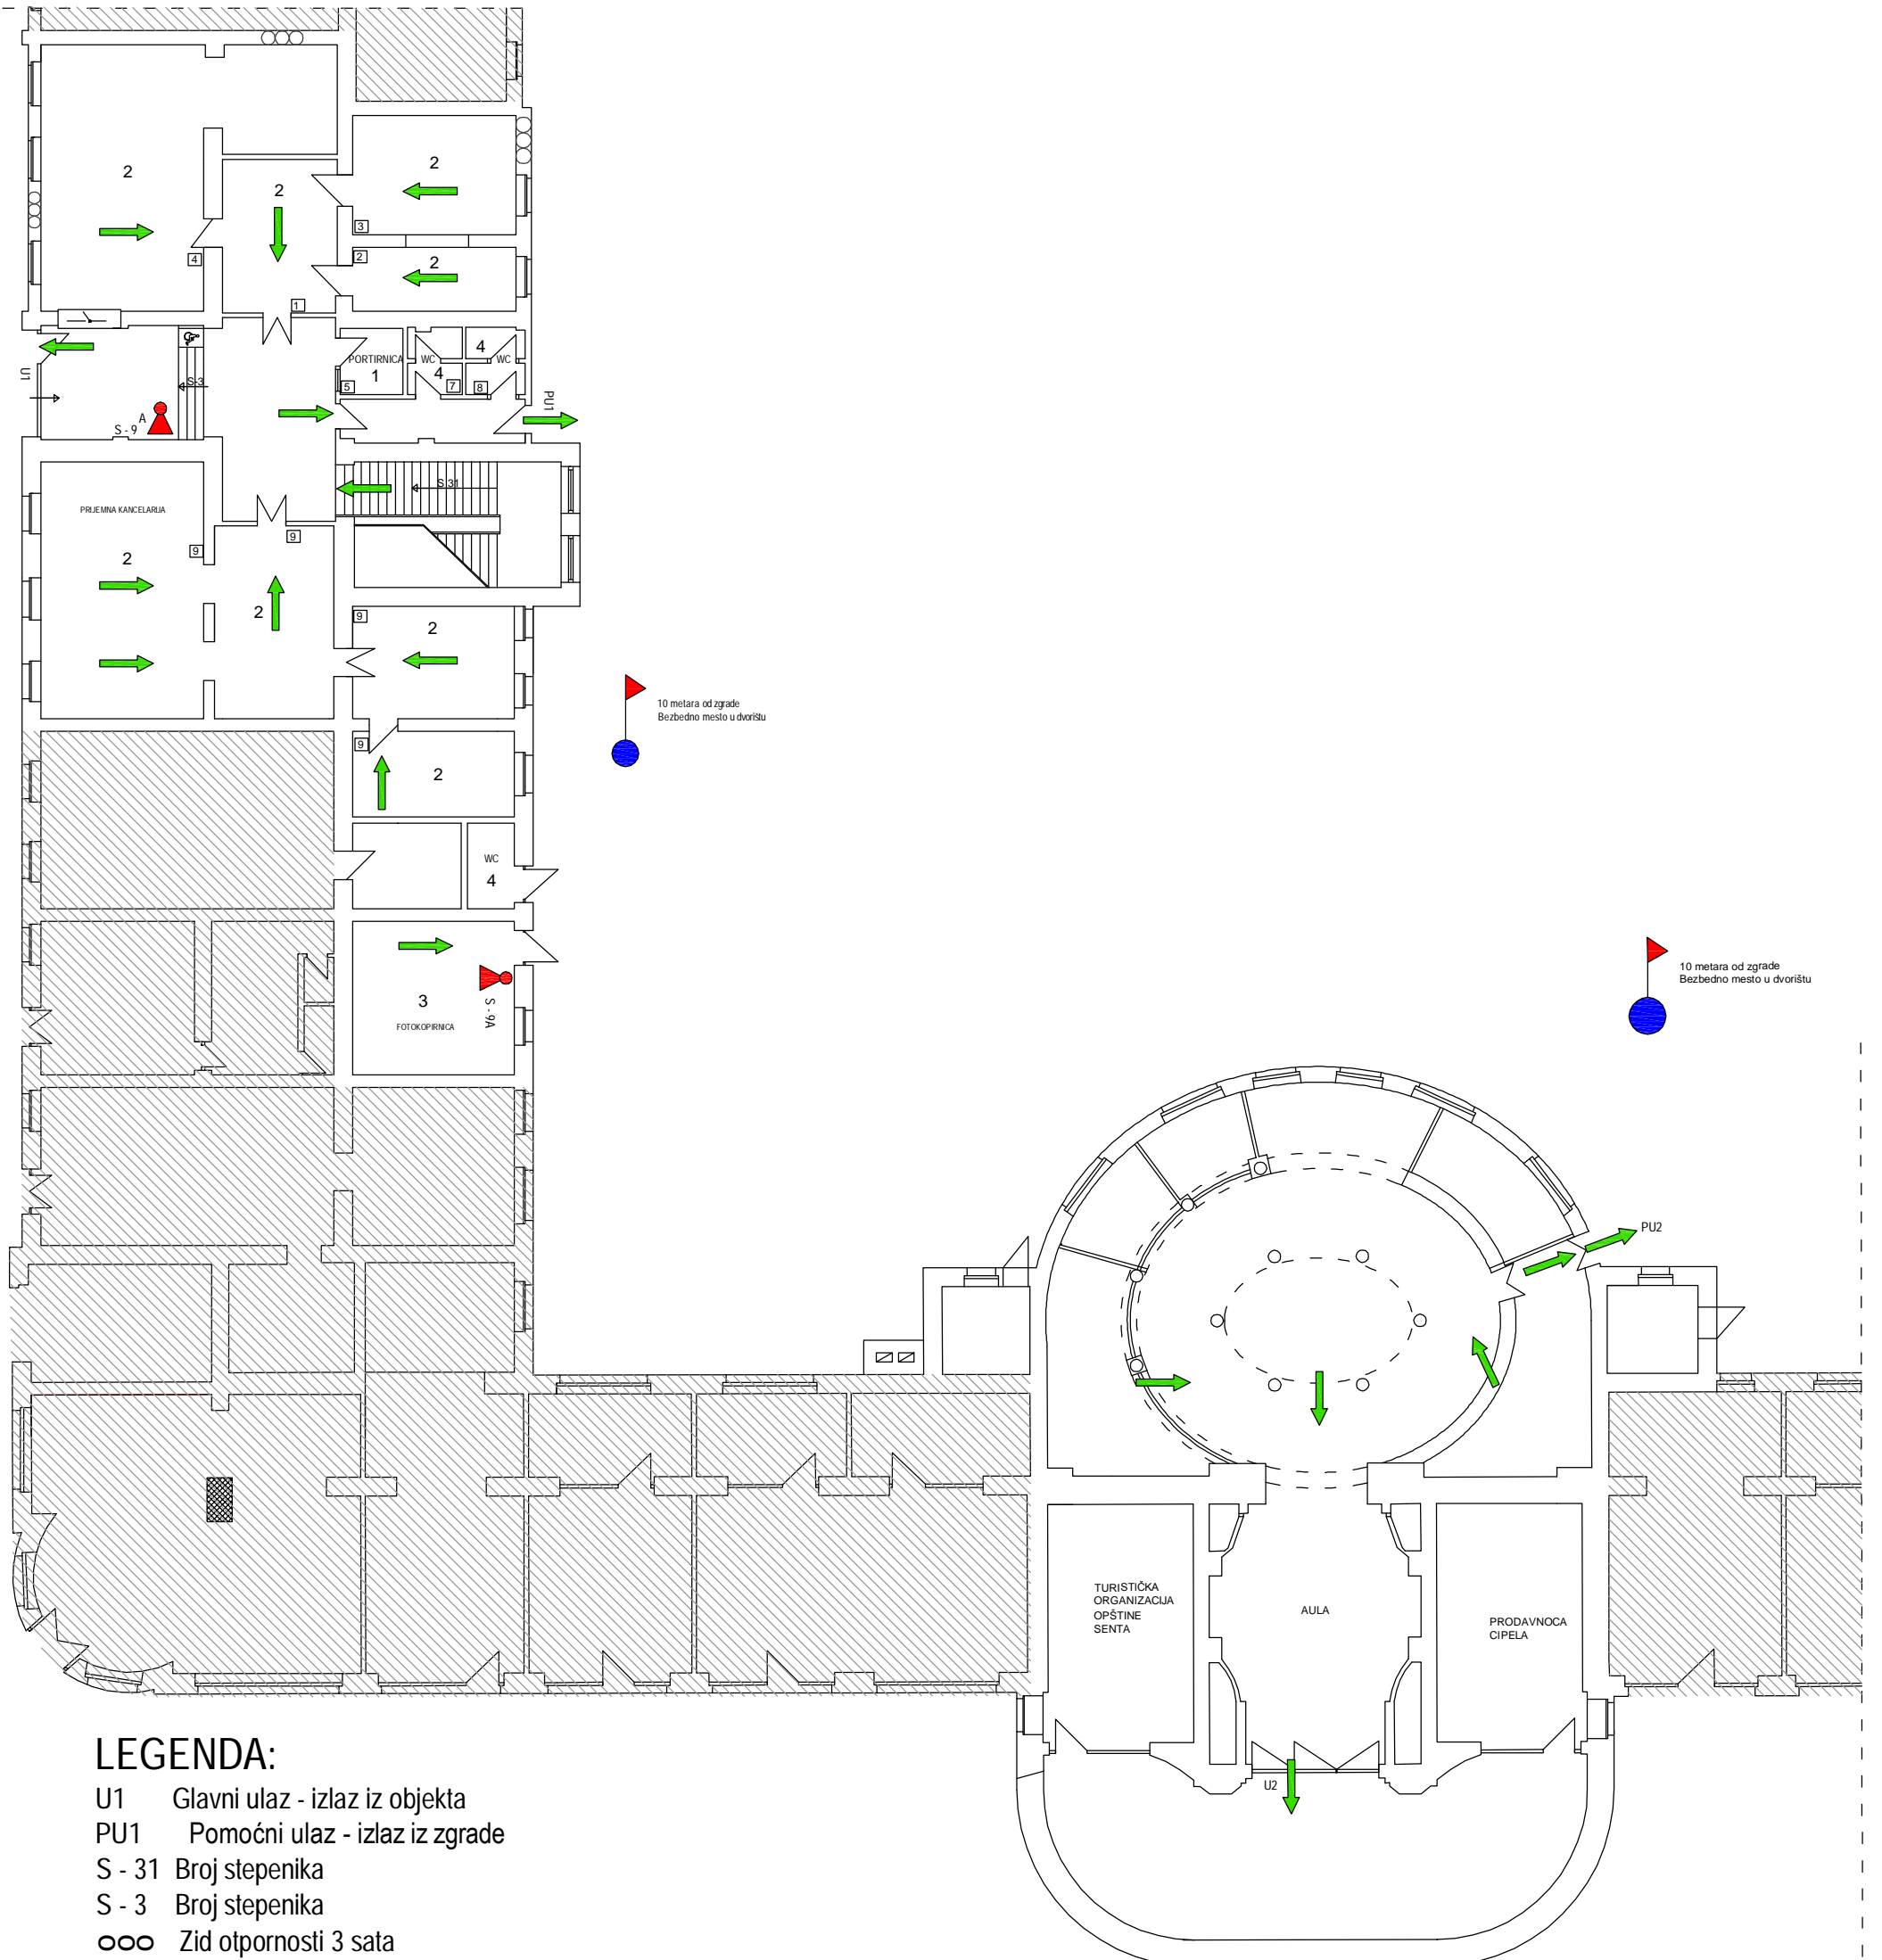 2
2
2
3
4
2
2
1
U1
S-3
A
S - 9
PORTIRNICA
1
5
WC
4
7
4
WC
8
PU1
S 31
PRIJEMNA KANCELARIJA
2
9
9
2
9
2
9
2
10 metara od zgrade
Bezbedno mesto u dvorištu
WC
4
3
FOTOKOPIRNICA
S - 9A
10 metara od zgrade
Bezbedno mesto u dvorištu
PU2
TURISTIČKA
ORGANIZACIJA
OPŠTINE
SENTA
AULA
PRODAVNOCA
CIPELA
U2
LEGENDA:
U1 Glavni ulaz - izlaz iz objekta
PU1 Pomoćni ulaz - izlaz iz zgrade
S - 31 Broj stepenika
S - 3 Broj stepenika
Zid otpornosti 3 sata